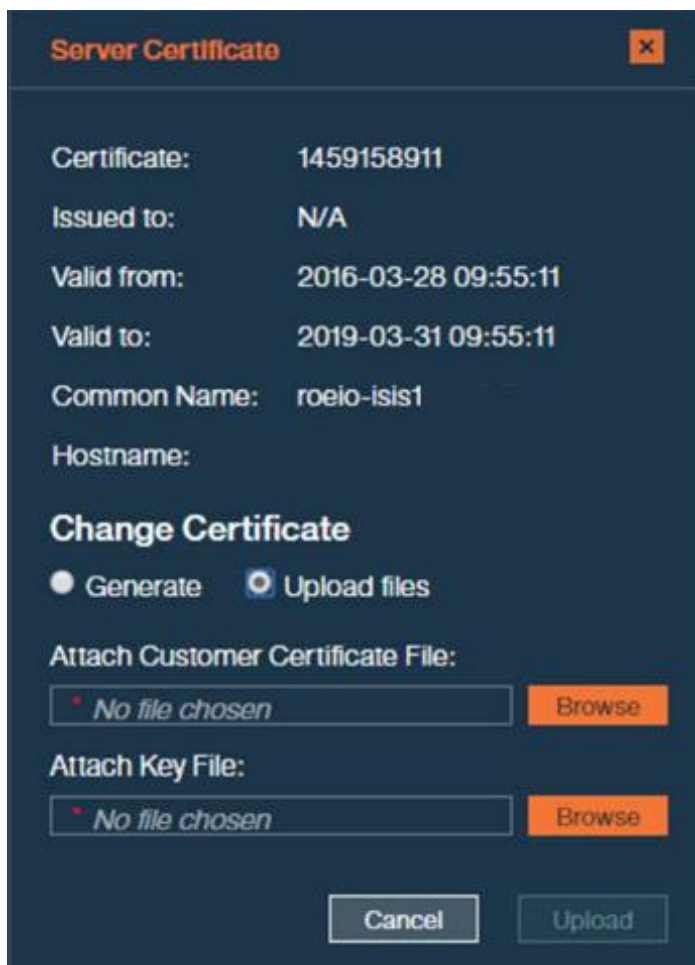 Server Certificate
Certificate: 1459158911
Issued to: N/A
Valid from: 2016-03-28 09:55:11
Valid to: 2019-03-31 09:55:11
Common Name: roeio-isis1
Hostname:
Change Certificate
Generate Upload files
Attach Customer Certificate File:
* No file chosen Browse
Attach Key File:
* No file chosen Browse
Cancel Upload